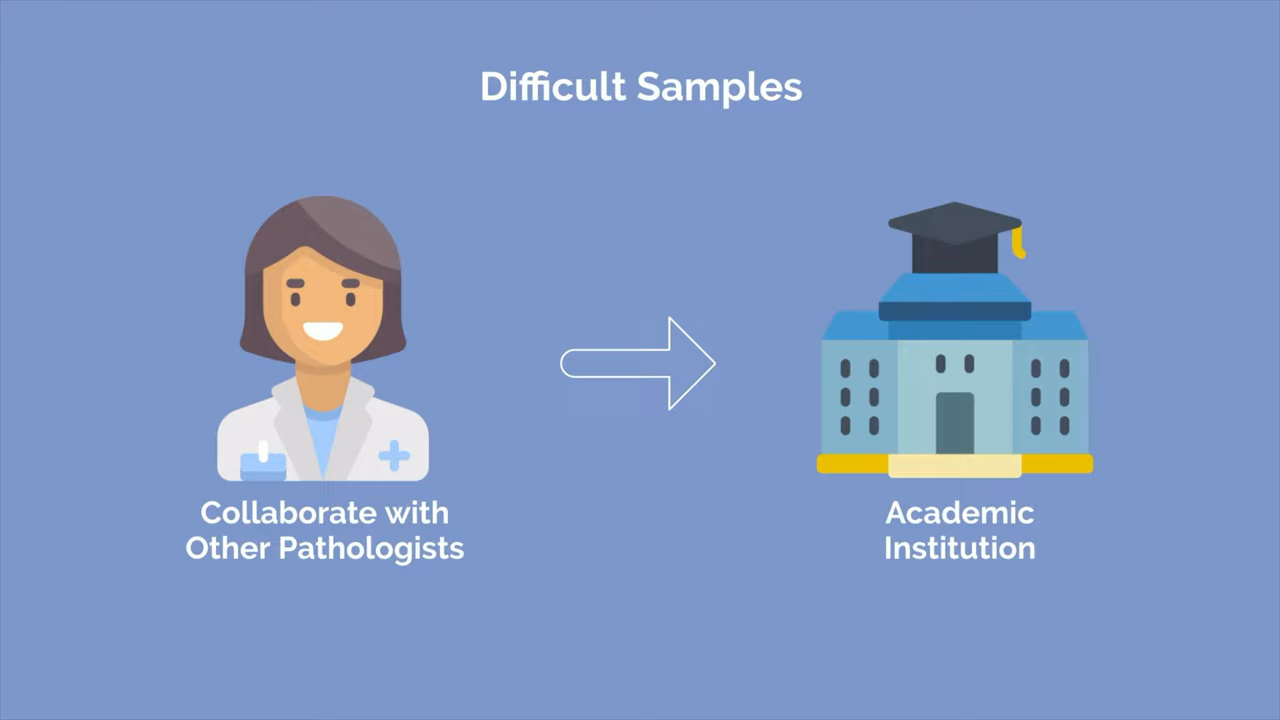 Difficult Samples
Collaborate with
Other Pathologists
Academic
Institution